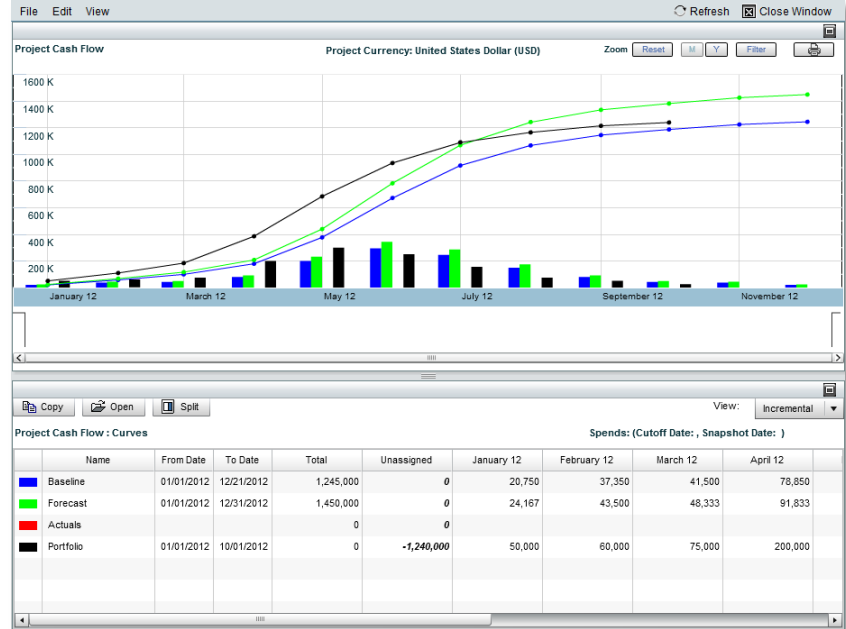 File Edit View Refresh Close Window
Project Cash Flow Project Currency: United States Dollar (USD) Zoom Reset M Y Filter
1600 K
1400 K
1200 K
1000 K
800 K
600 K
400 K
200 K
January 12 March 12 May 12 July 12 September 12 November 12
Copy Open Split View: Incremental
Project Cash Flow : Curves Spends: (Cutoff Date: , Snapshot Date: )
Name From Date To Date Total Unassigned January 12 February 12 March 12 April 12
Baseline 01/01/2012 12/21/2012 1,245,000 0 20,750 37,350 41,500 78,850
Forecast 01/01/2012 12/31/2012 1,450,000 0 24,167 43,500 48,333 91,833
Actuals 0 0
Portfolio 01/01/2012 10/01/2012 0 -1,240,000 50,000 60,000 75,000 200,000